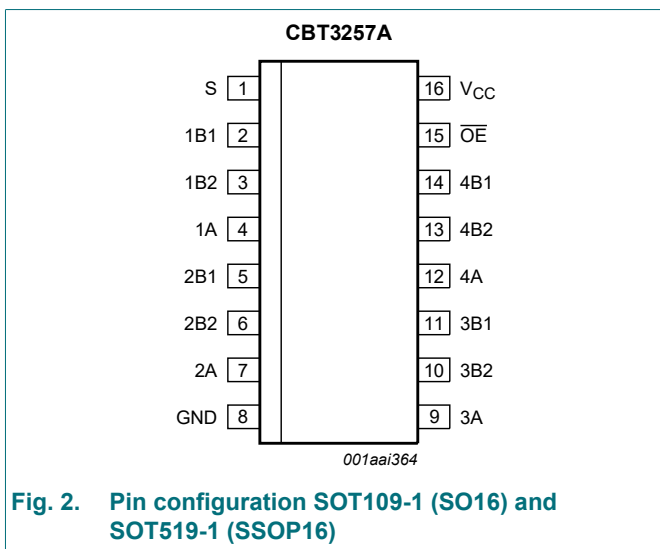 CBT3257A
S 1 16 VCC
1B1 2 15 OE
1B2 3 14 4B1
1A 4 13 4B2
2B1 5 12 4A
2B2 6 11 3B1
2A 7 10 3B2
GND 8 9 3A
001aai364
Fig. 2. Pin configuration SOT109-1 (SO16) and
SOT519-1 (SSOP16)